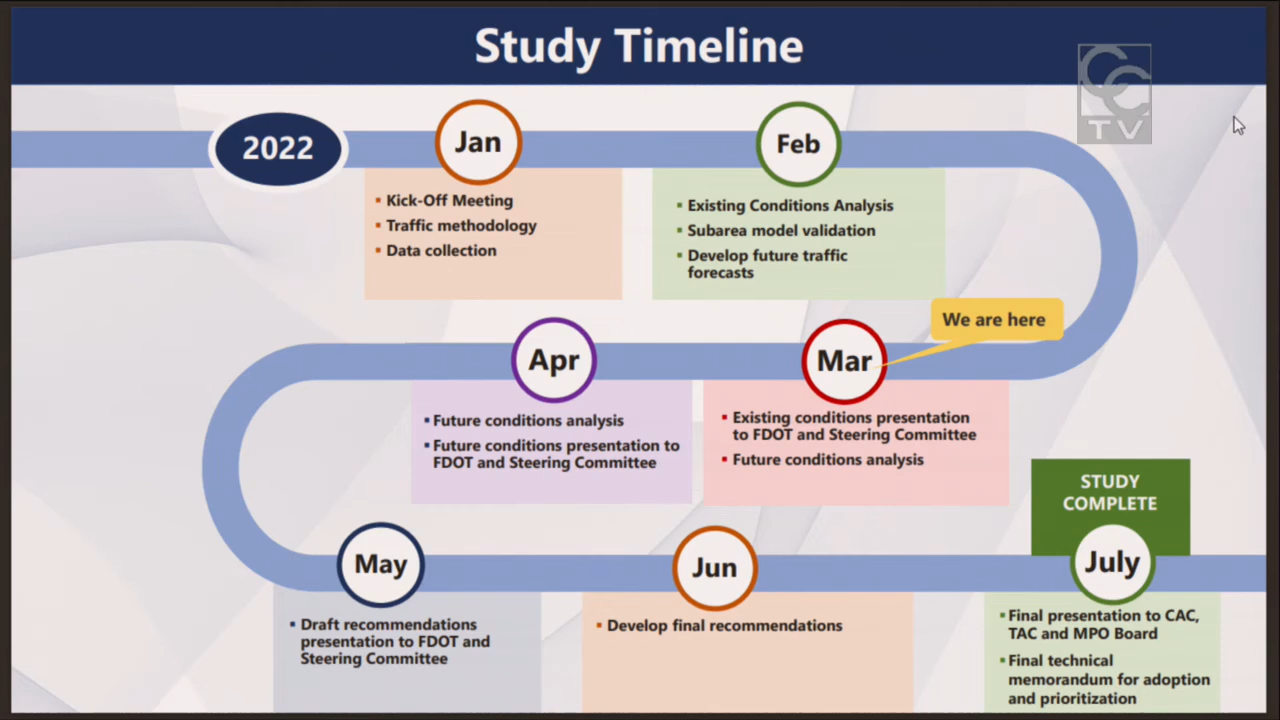 Study Timeline
CC
TV
2022
Jan
Feb
▪ Kick-Off Meeting
▪ Traffic methodology
▪ Data collection
▪ Existing Conditions Analysis
▪ Subarea model validation
▪ Develop future traffic
forecasts
We are here
Mar
▪ Existing conditions presentation
to FDOT and Steering Committee
▪ Future conditions analysis
Apr
▪ Future conditions analysis
▪ Future conditions presentation to
FDOT and Steering Committee
May
▪ Draft recommendations
presentation to FDOT and
Steering Committee
Jun
▪ Develop final recommendations
STUDY
COMPLETE
July
▪ Final presentation to CAC,
TAC and MPO Board
▪ Final technical
memorandum for adoption
and prioritization